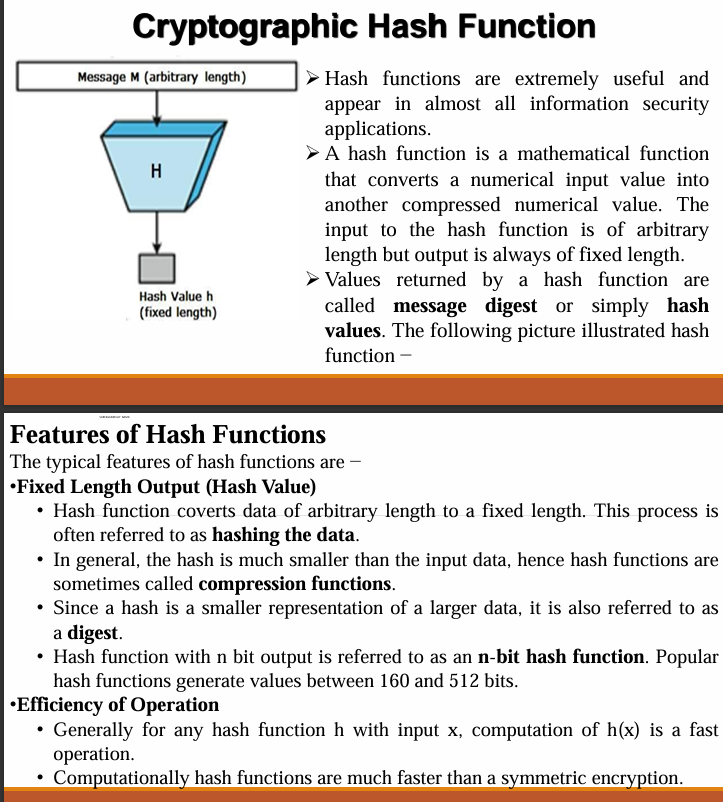 Cryptographic Hash Function
Message M (arbitrary length)
H
Hash Value h
(fixed length)
➢ Hash functions are extremely useful and
appear in almost all information security
applications.
➢ A hash function is a mathematical function
that converts a numerical input value into
another compressed numerical value. The
input to the hash function is of arbitrary
length but output is always of fixed length.
➢ Values returned by a hash function are
called message digest or simply hash
values. The following picture illustrated hash
function −
Features of Hash Functions
The typical features of hash functions are −
•Fixed Length Output (Hash Value)
• Hash function coverts data of arbitrary length to a fixed length. This process is
often referred to as hashing the data.
• In general, the hash is much smaller than the input data, hence hash functions are
sometimes called compression functions.
• Since a hash is a smaller representation of a larger data, it is also referred to as
a digest.
• Hash function with n bit output is referred to as an n-bit hash function. Popular
hash functions generate values between 160 and 512 bits.
•Efficiency of Operation
• Generally for any hash function h with input x, computation of h(x) is a fast
operation.
• Computationally hash functions are much faster than a symmetric encryption.